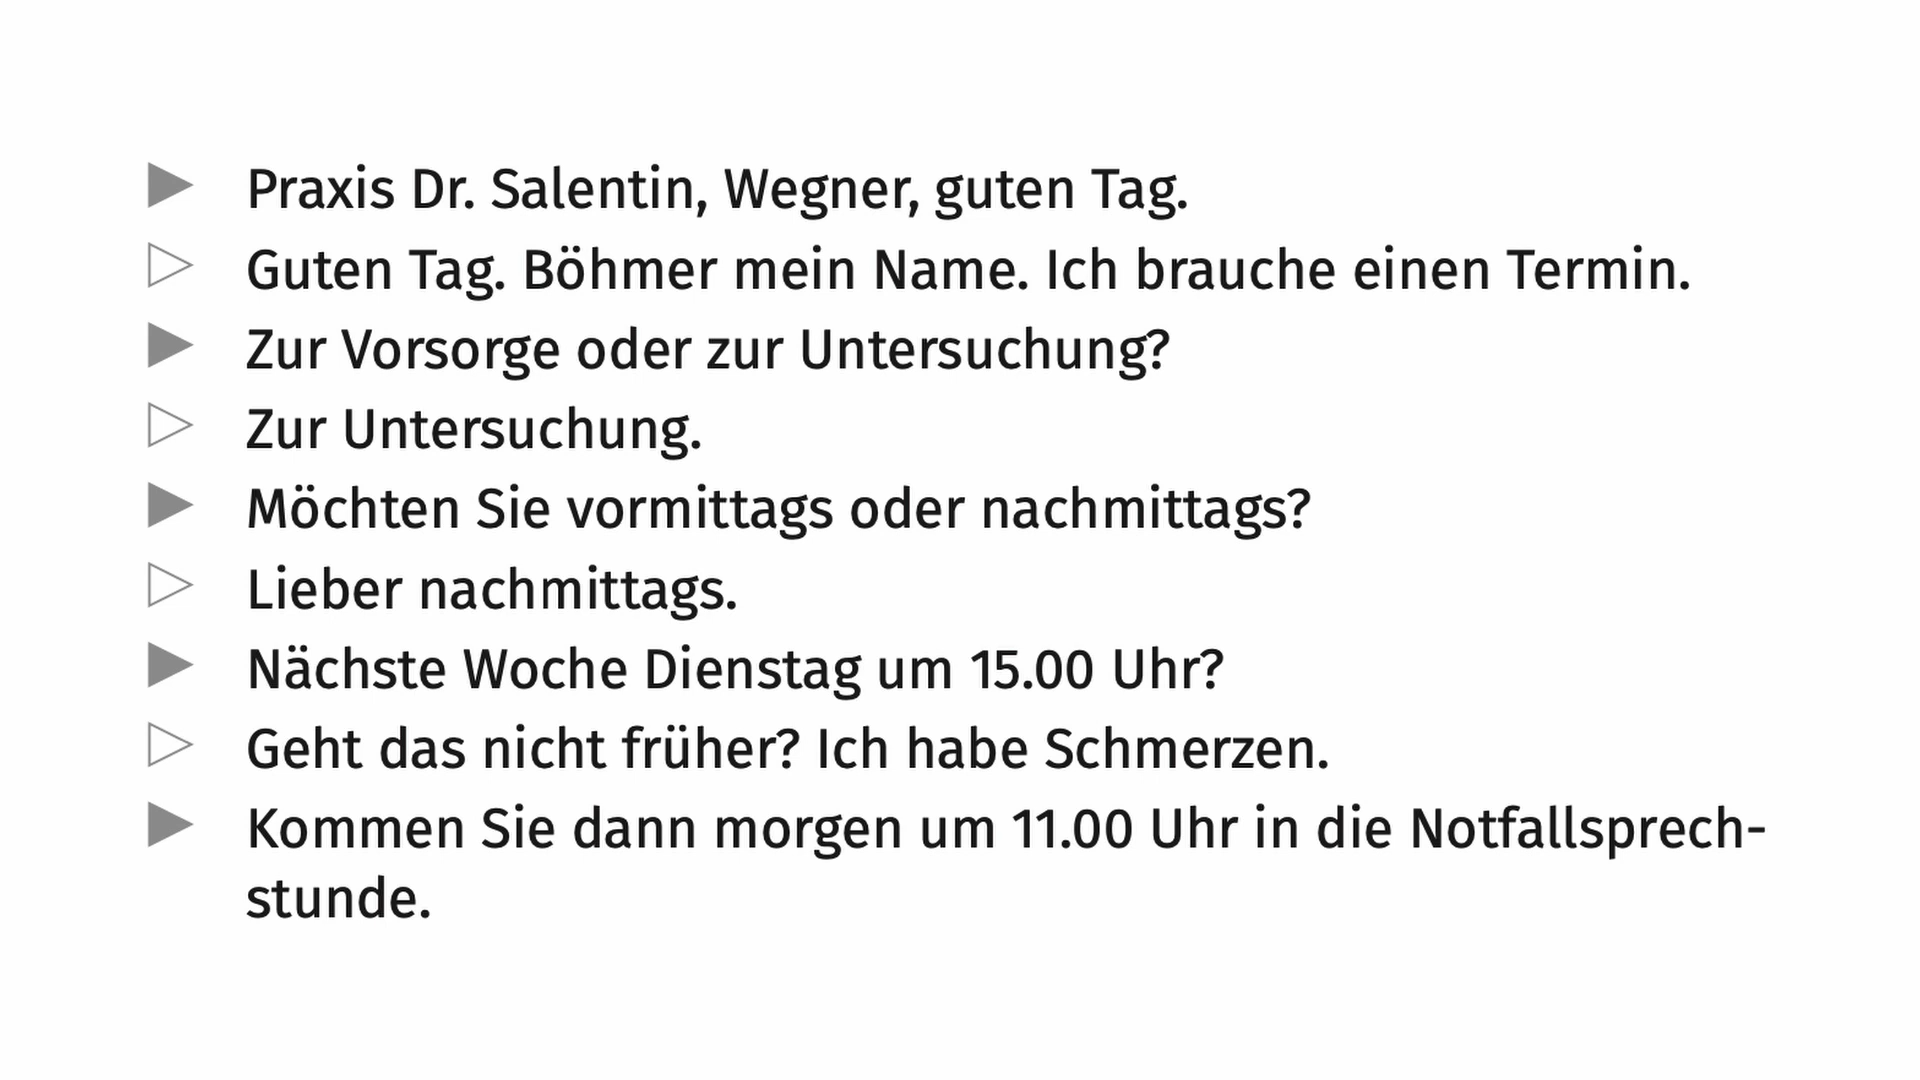 Praxis Dr. Salentin, Wegner, guten Tag.
Guten Tag. Böhmer mein Name. Ich brauche einen Termin.
Zur Vorsorge oder zur Untersuchung?
Zur Untersuchung.
Möchten Sie vormittags oder nachmittags?
Lieber nachmittags.
Nächste Woche Dienstag um 15.00 Uhr?
Geht das nicht früher? Ich habe Schmerzen.
Kommen Sie dann morgen um 11.00 Uhr in die Notfallsprech-
stunde.